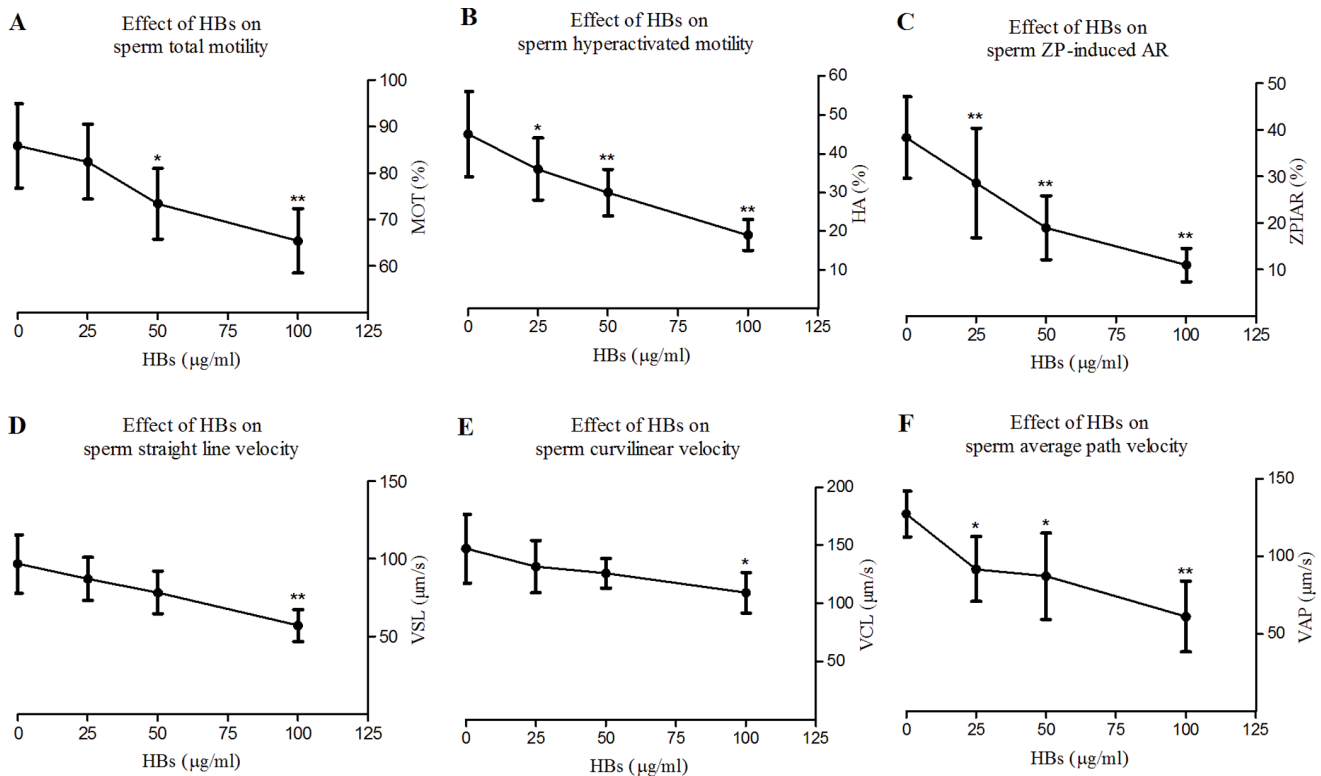 A
Effect of HBs on
sperm total motility
100
90
80
70
60
MOT (%)
*
**
0 25 50 75 100 125
HBs (μg/ml)
B
Effect of HBs on
sperm hyperactivated motility
60
50
40
30
20
10
HA (%)
*
**
**
0 25 50 75 100 125
HBs (μg/ml)
C
Effect of HBs on
sperm ZP-induced AR
50
40
30
20
10
ZPIAR (%)
**
**
**
0 25 50 75 100 125
HBs (μg/ml)
D
Effect of HBs on
sperm straight line velocity
150
100
50
VSL (μm/s)
**
0 25 50 75 100 125
HBs (μg/ml)
E
Effect of HBs on
sperm curvilinear velocity
200
150
100
50
VCL (μm/s)
*
0 25 50 75 100 125
HBs (μg/ml)
F
Effect of HBs on
sperm average path velocity
150
100
50
VAP (μm/s)
*
*
**
0 25 50 75 100 125
HBs (μg/ml)